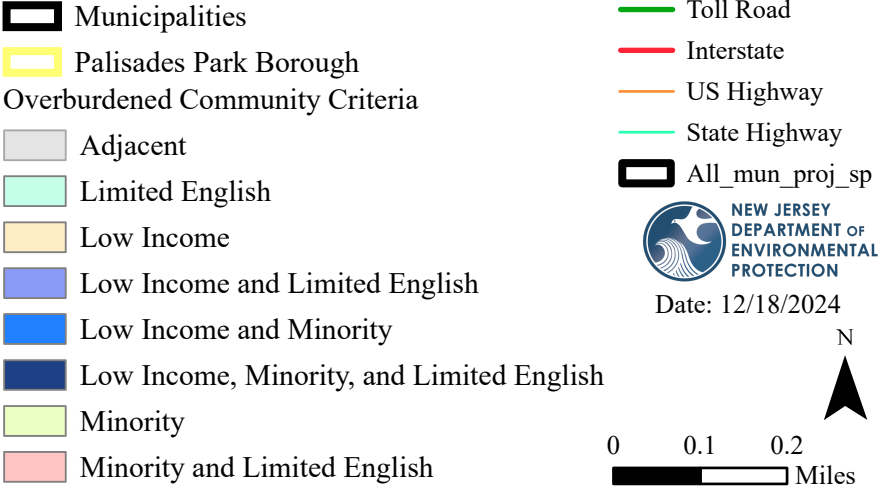 Municipalities
Palisades Park Borough
Overburdened Community Criteria
Adjacent
Limited English
Low Income
Low Income and Limited English
Low Income and Minority
Low Income, Minority, and Limited English
Minority
Minority and Limited English
Toll Road
Interstate
US Highway
State Highway
All_mun_proj_sp
NEW JERSEY
DEPARTMENT OF
ENVIRONMENTAL
PROTECTION
Date: 12/18/2024
N
0 0.1 0.2
Miles